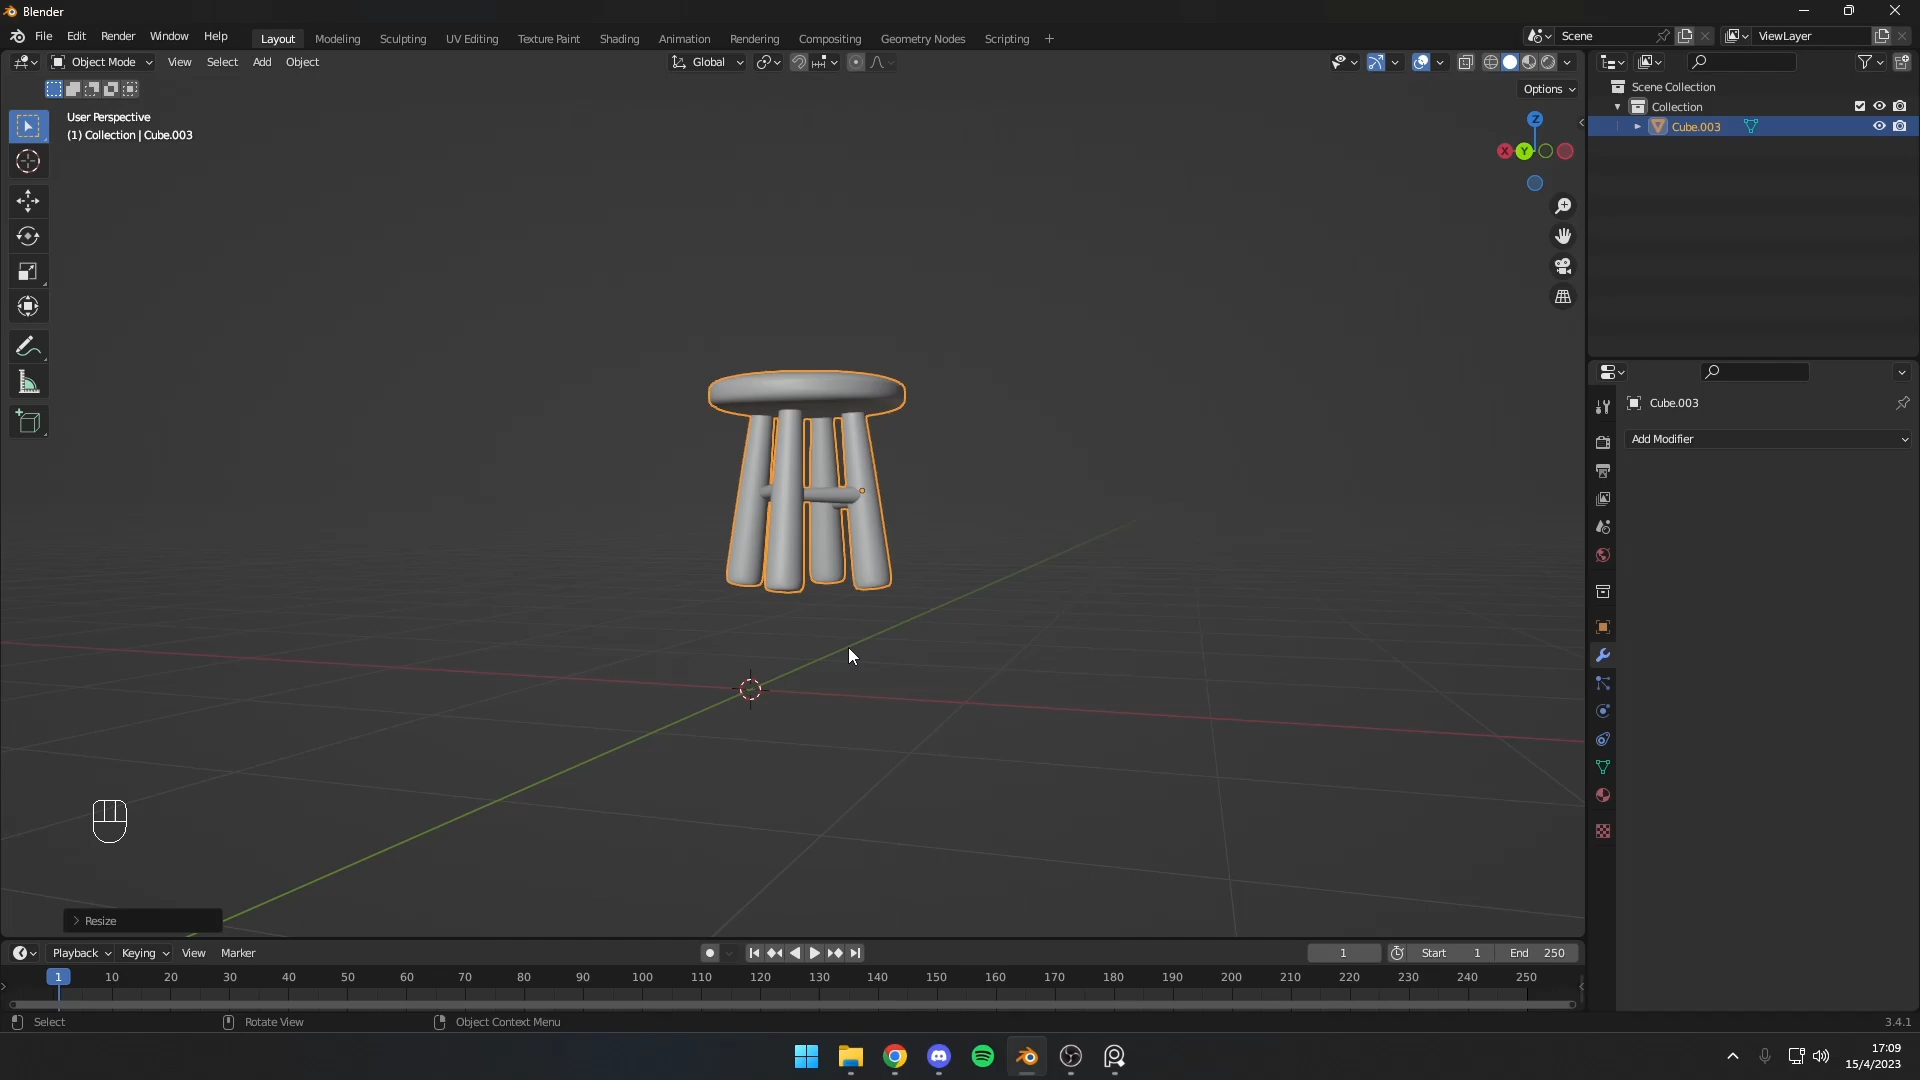 Blender
File Edit Render Window Help Layout Modeling Sculpting UV Editing Texture Paint Shading Animation Rendering Compositing Geometry Nodes Scripting + Scene ViewLayer
Object Mode View Select Add Object Global
Options
User Perspective
(1) Collection | Cube.003
Z
X Y
Scene Collection
Collection
Cube.003
Cube.003
Add Modifier
> Resize
Playback Keying View Marker 1 Start 1 End 250
1 10 20 30 40 50 60 70 80 90 100 110 120 130 140 150 160 170 180 190 200 210 220 230 240 250
Select Rotate View Object Context Menu 3.4.1
17:09
15/4/2023